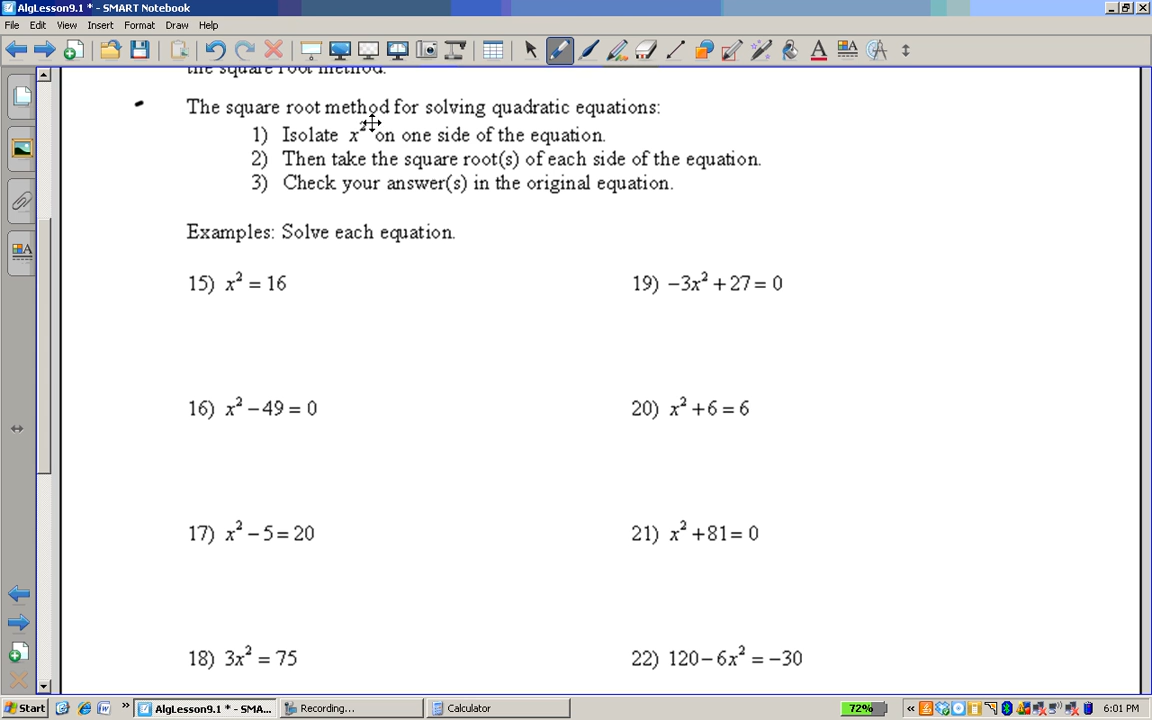 AlgLesson9.1 * - SMART Notebook
File Edit View Insert Format Draw Help
the square root method.
The square root method for solving quadratic equations:
1) Isolate x² on one side of the equation.
2) Then take the square root(s) of each side of the equation.
3) Check your answer(s) in the original equation.
Examples: Solve each equation.
15) x² = 16
19) −3x² + 27 = 0
16) x² − 49 = 0
20) x² + 6 = 6
17) x² − 5 = 20
21) x² + 81 = 0
18) 3x² = 75
22) 120 − 6x² = −30
Start
AlgLesson9.1 * - SMA...
Recording...
Calculator
72%
6:01 PM